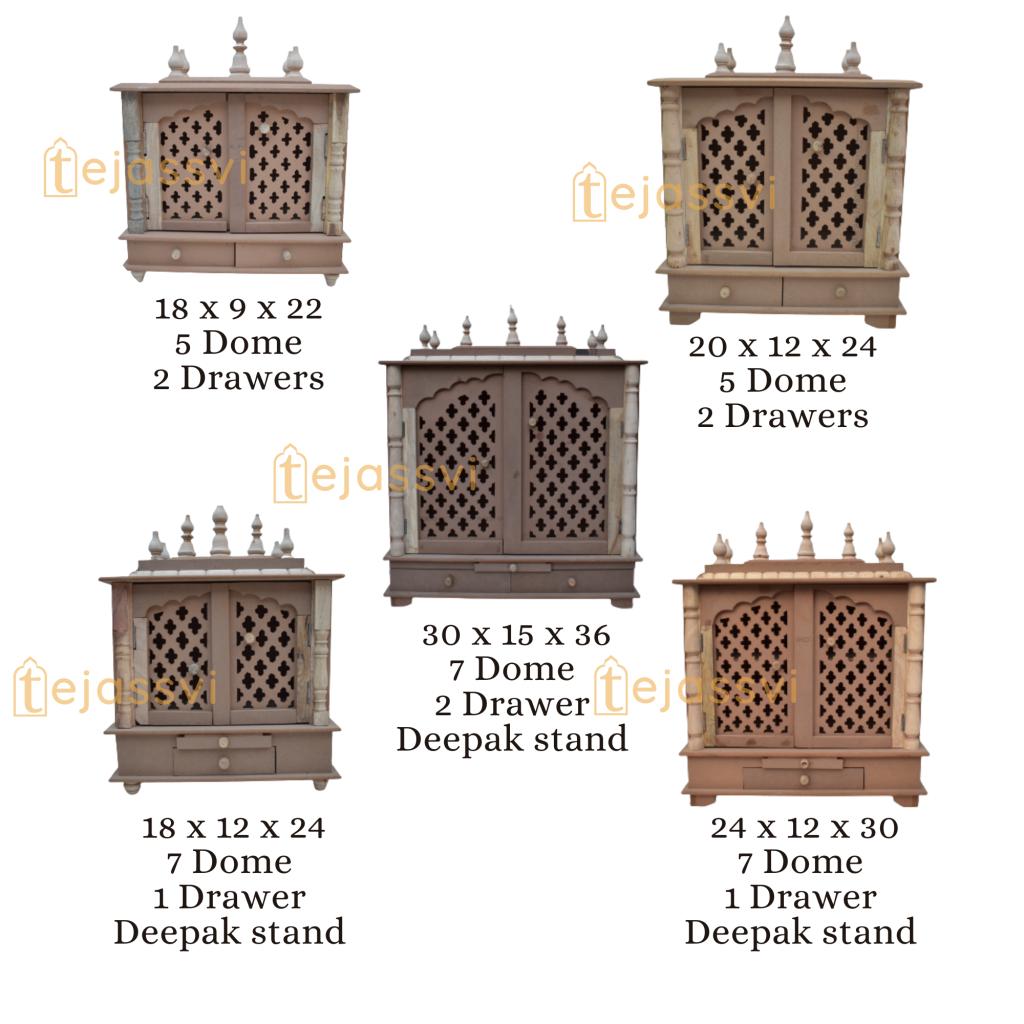 tejassvi
18 x 9 x 22
5 Dome
2 Drawers
tejassvi
20 x 12 x 24
5 Dome
2 Drawers
tejassvi
30 x 15 x 36
7 Dome
2 Drawer
Deepak stand
tejassvi
18 x 12 x 24
7 Dome
1 Drawer
Deepak stand
tejassvi
24 x 12 x 30
7 Dome
1 Drawer
Deepak stand